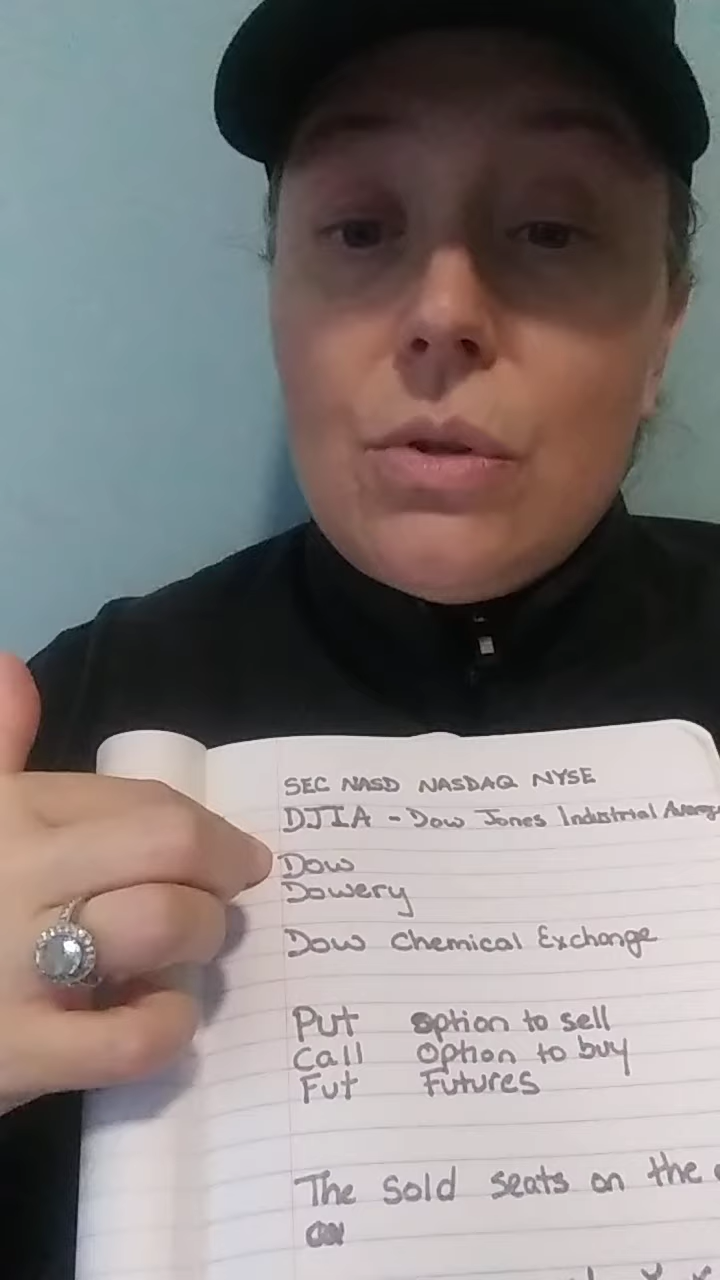 SEC NASD NASDAQ NYSE
DJIA - Dow Jones Industrial Average
Dow
Dowery
Dow Chemical Exchange
Put option to sell
Call option to buy
Fut Futures
The Sold seats on the